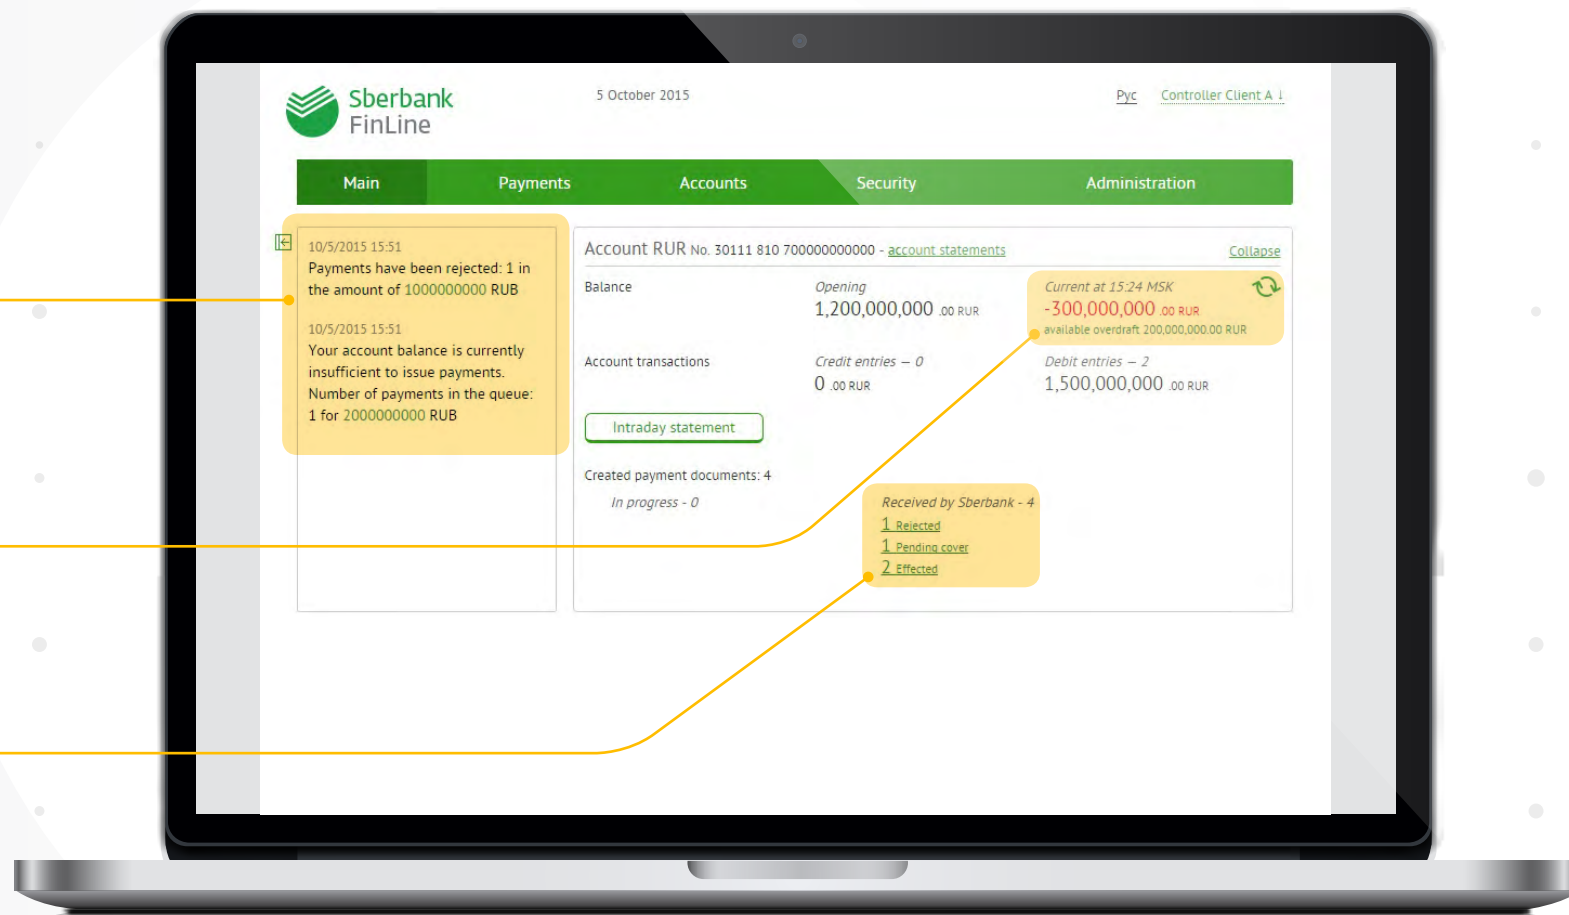 Sberbank
FinLine
5 October 2015
Рус
Controller Client A ↓
Main
Payments
Accounts
Security
Administration
10/5/2015 15:51
Payments have been rejected: 1 in
the amount of 1000000000 RUB
10/5/2015 15:51
Your account balance is currently
insufficient to issue payments.
Number of payments in the queue:
1 for 2000000000 RUB
Account RUR No. 30111 810 700000000000 - account statements
Collapse
Balance
Opening
1,200,000,000 .00 RUR
Current at 15:24 MSK
-300,000,000 .00 RUR
available overdraft 200,000,000.00 RUR
Account transactions
Credit entries — 0
0 .00 RUR
Debit entries — 2
1,500,000,000 .00 RUR
Intraday statement
Created payment documents: 4
In progress - 0
Received by Sberbank - 4
1 Rejected
1 Pending cover
2 Effected